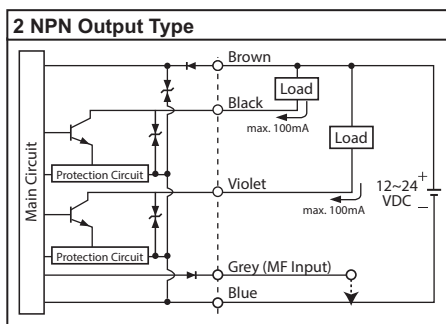 2 NPN Output Type
Main Circuit
Brown
Load
Black
max. 100mA
Load
Protection Circuit
Violet
12~24
VDC
+
−
max. 100mA
Protection Circuit
Grey (MF Input)
Blue